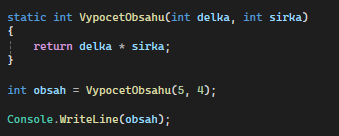 static int VypocetObsahu(int delka, int sirka)
{
    return delka * sirka;
}
int obsah = VypocetObsahu(5, 4);
Console.WriteLine(obsah);